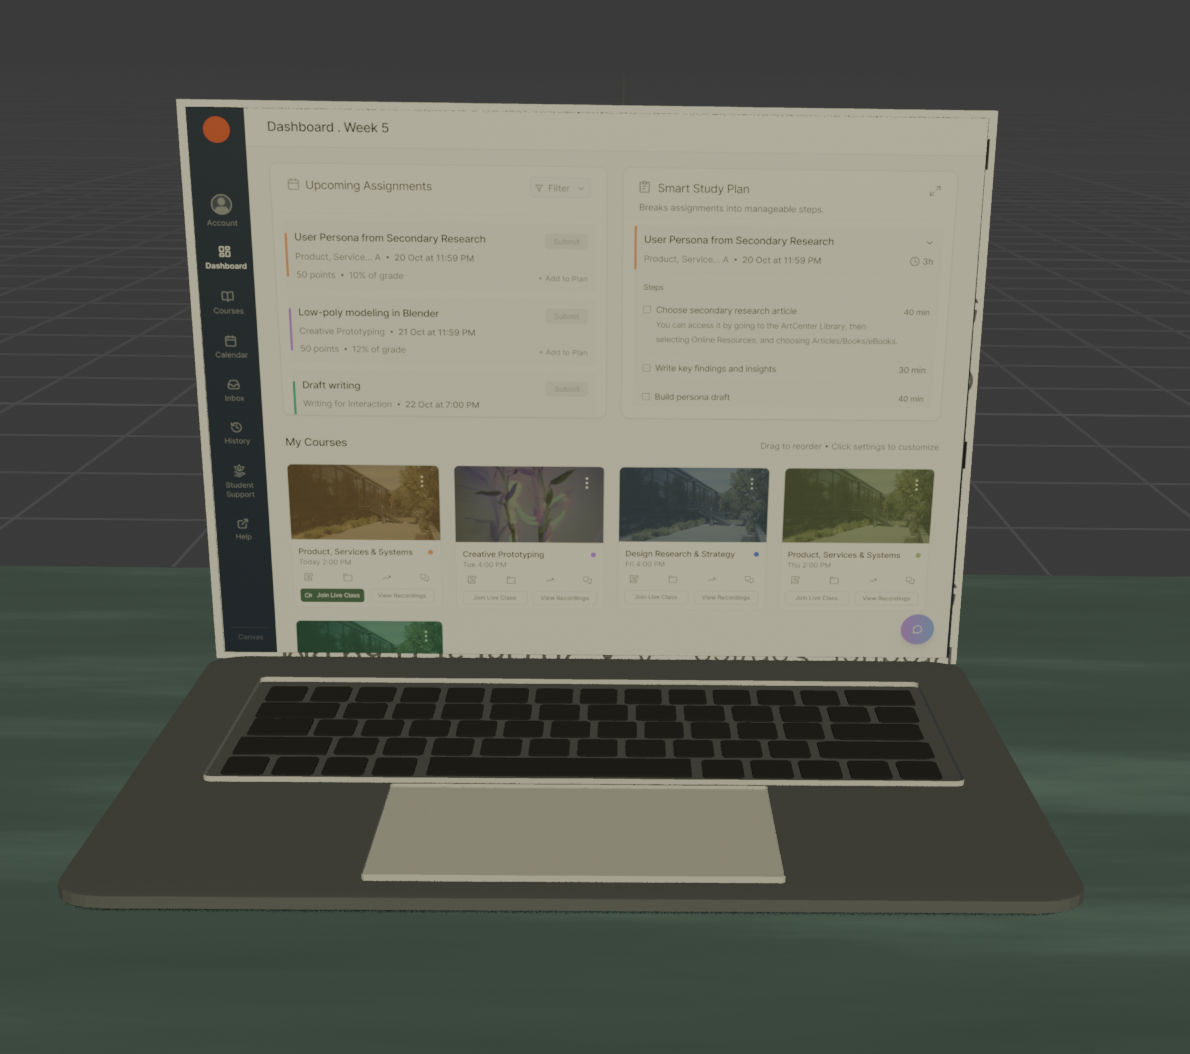 Dashboard . Week 5
Account
Dashboard
Courses
Calendar
Inbox
History
Student
Support
Help
Canvas
Upcoming Assignments
Filter
User Persona from Secondary Research
Submit
Product, Service... A • 20 Oct at 11:59 PM
50 points • 10% of grade
+ Add to Plan
Low-poly modeling in Blender
Submit
Creative Prototyping • 21 Oct at 11:59 PM
50 points • 12% of grade
+ Add to Plan
Draft writing
Submit
Writing for Interaction • 22 Oct at 7:00 PM
Smart Study Plan
Breaks assignments into manageable steps.
User Persona from Secondary Research
Product, Service... A • 20 Oct at 11:59 PM
3h
Steps
Choose secondary research article
40 min
You can access it by going to the ArtCenter Library, then
selecting Online Resources, and choosing Articles/Books/eBooks.
Write key findings and insights
30 min
Build persona draft
40 min
My Courses
Drag to reorder • Click settings to customize
Product, Services & Systems
Today 2:00 PM
Join Live Class
View Recordings
Creative Prototyping
Tue 4:00 PM
Join Live Class
View Recordings
Design Research & Strategy
Fri 4:00 PM
Join Live Class
View Recordings
Product, Services & Systems
Thu 2:00 PM
Join Live Class
View Recordings